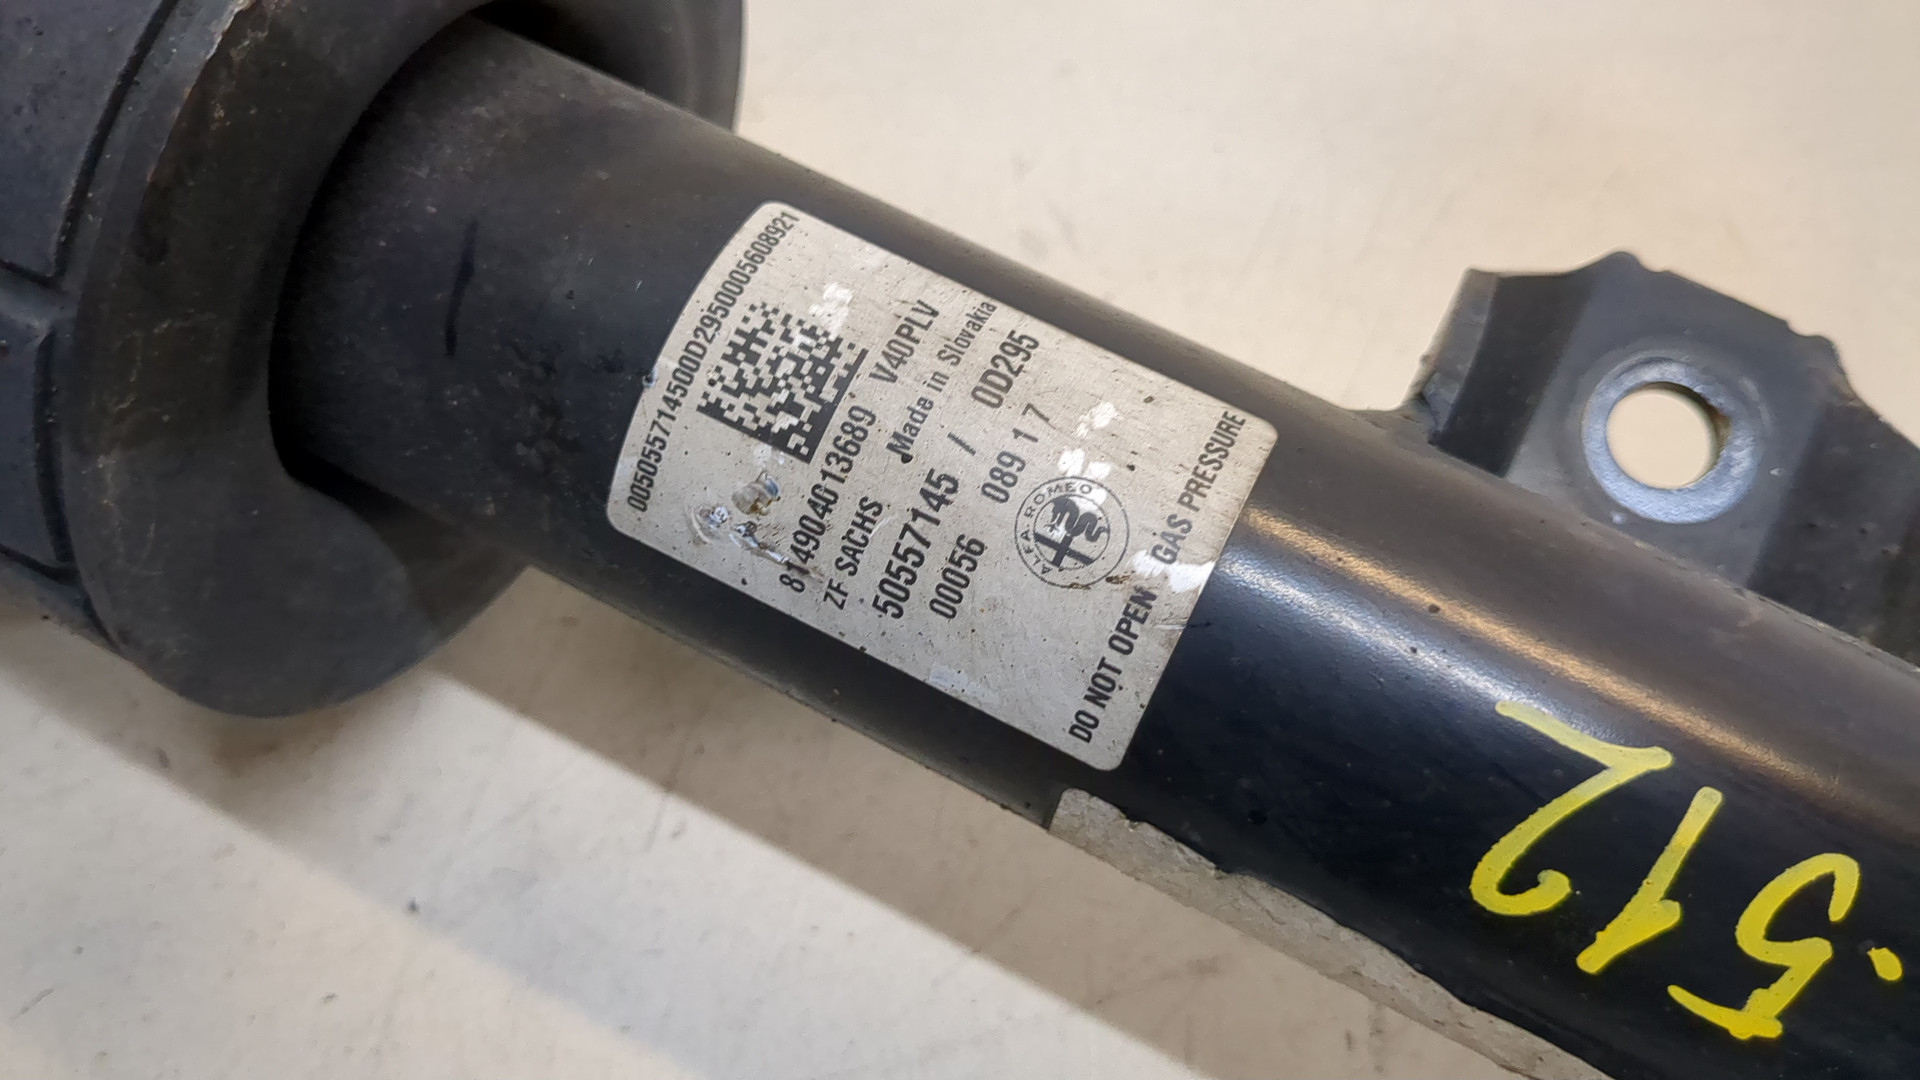 005055714500D2950005608921
814904013689 V40PLV
ZF SACHS Made in Slovakia
50557145 / 0D295
00056 089 17
ALFA ROMEO
DO NOT OPEN GAS PRESSURE
.512